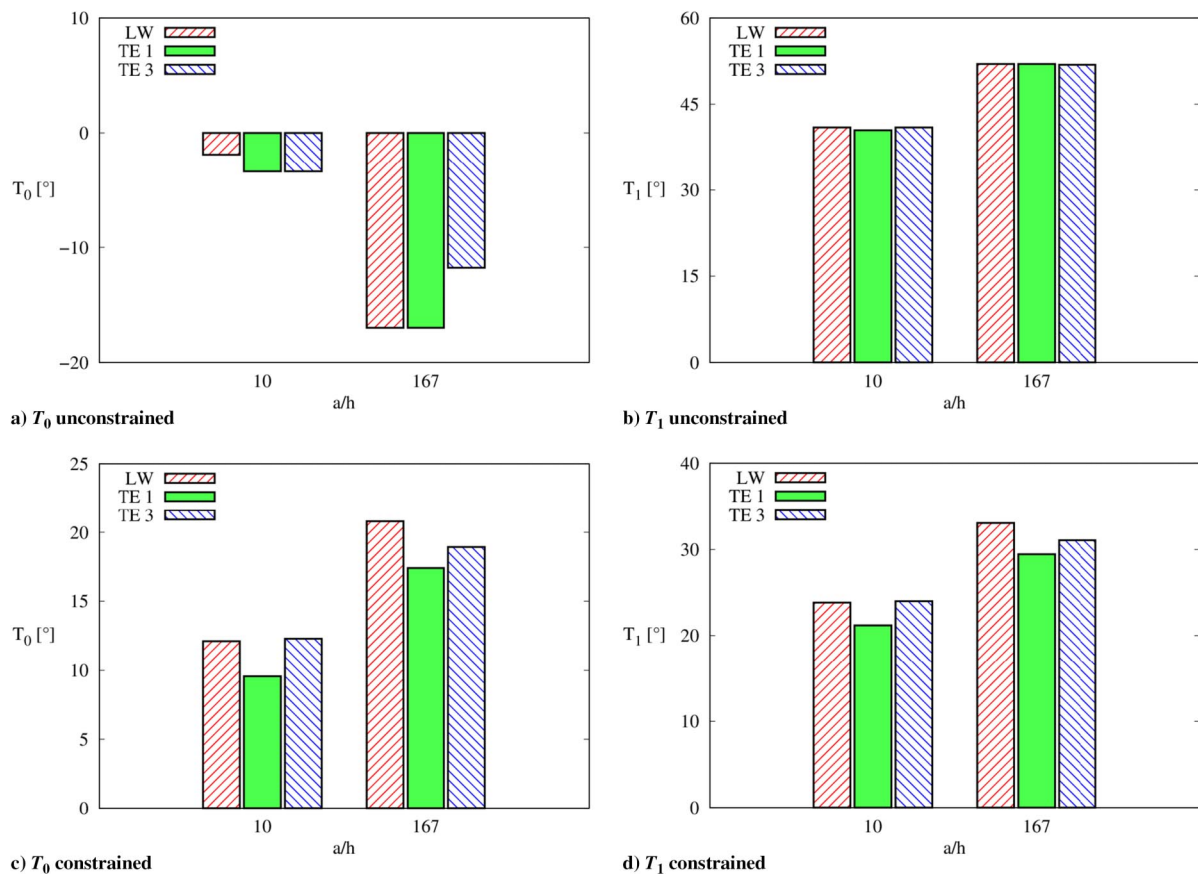 10
LW
TE 1
TE 3
0
T0 [°]
−10
−20
10
167
a/h
a) T0 unconstrained
60
LW
TE 1
TE 3
45
T1 [°]
30
15
0
10
167
a/h
b) T1 unconstrained
25
LW
TE 1
TE 3
20
15
T0 [°]
10
5
0
10
167
a/h
c) T0 constrained
40
LW
TE 1
TE 3
30
T1 [°]
20
10
0
10
167
a/h
d) T1 constrained